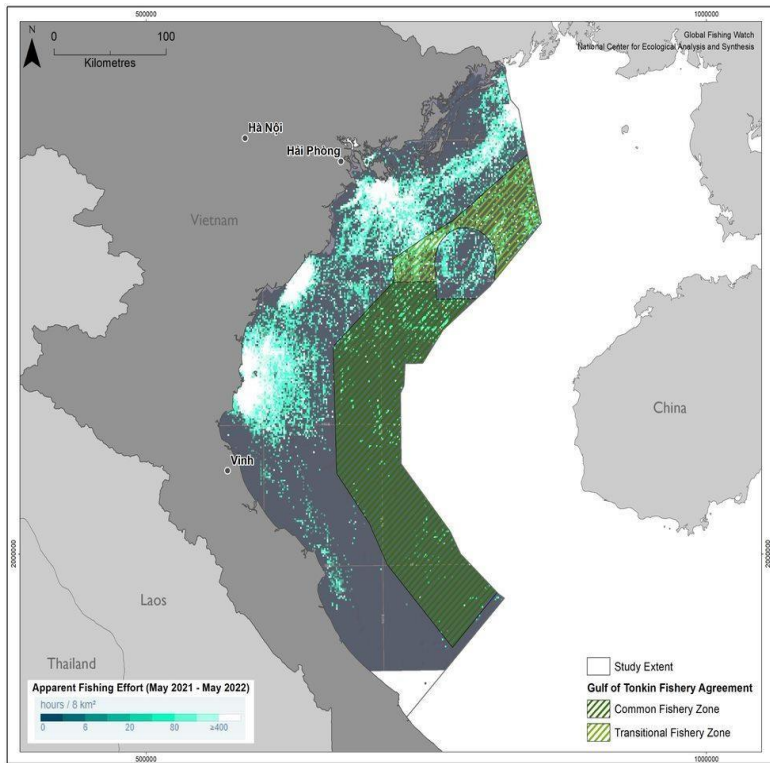 500000
1000000
N
0
100
Kilometres
Global Fishing Watch
National Center for Ecological Analysis and Synthesis
Hà Nội
Hải Phòng
Vietnam
China
Vinh
2000000
2000000
Laos
Thailand
Study Extent
Gulf of Tonkin Fishery Agreement
Common Fishery Zone
Transitional Fishery Zone
Apparent Fishing Effort (May 2021 - May 2022)
hours / 8 km²
0 6 20 80 ≥400
500000
1000000